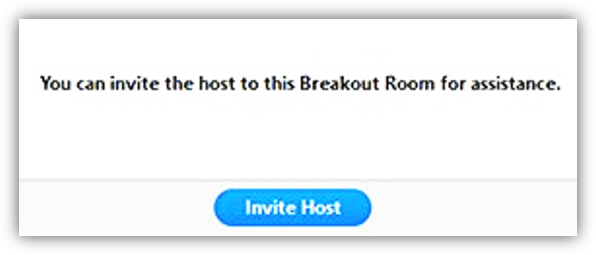 You can invite the host to this Breakout Room for assistance.
Invite Host